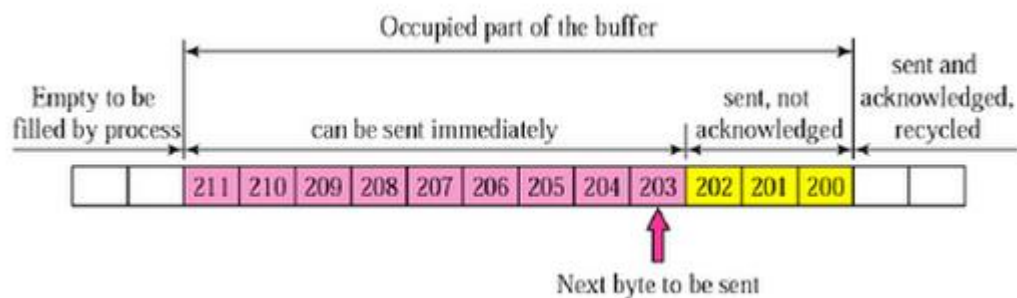 Occupied part of the buffer
Empty to be
filled by process
can be sent immediately
sent, not
acknowledged
sent and
acknowledged,
recycled
211 210 209 208 207 206 205 204 203 202 201 200
Next byte to be sent